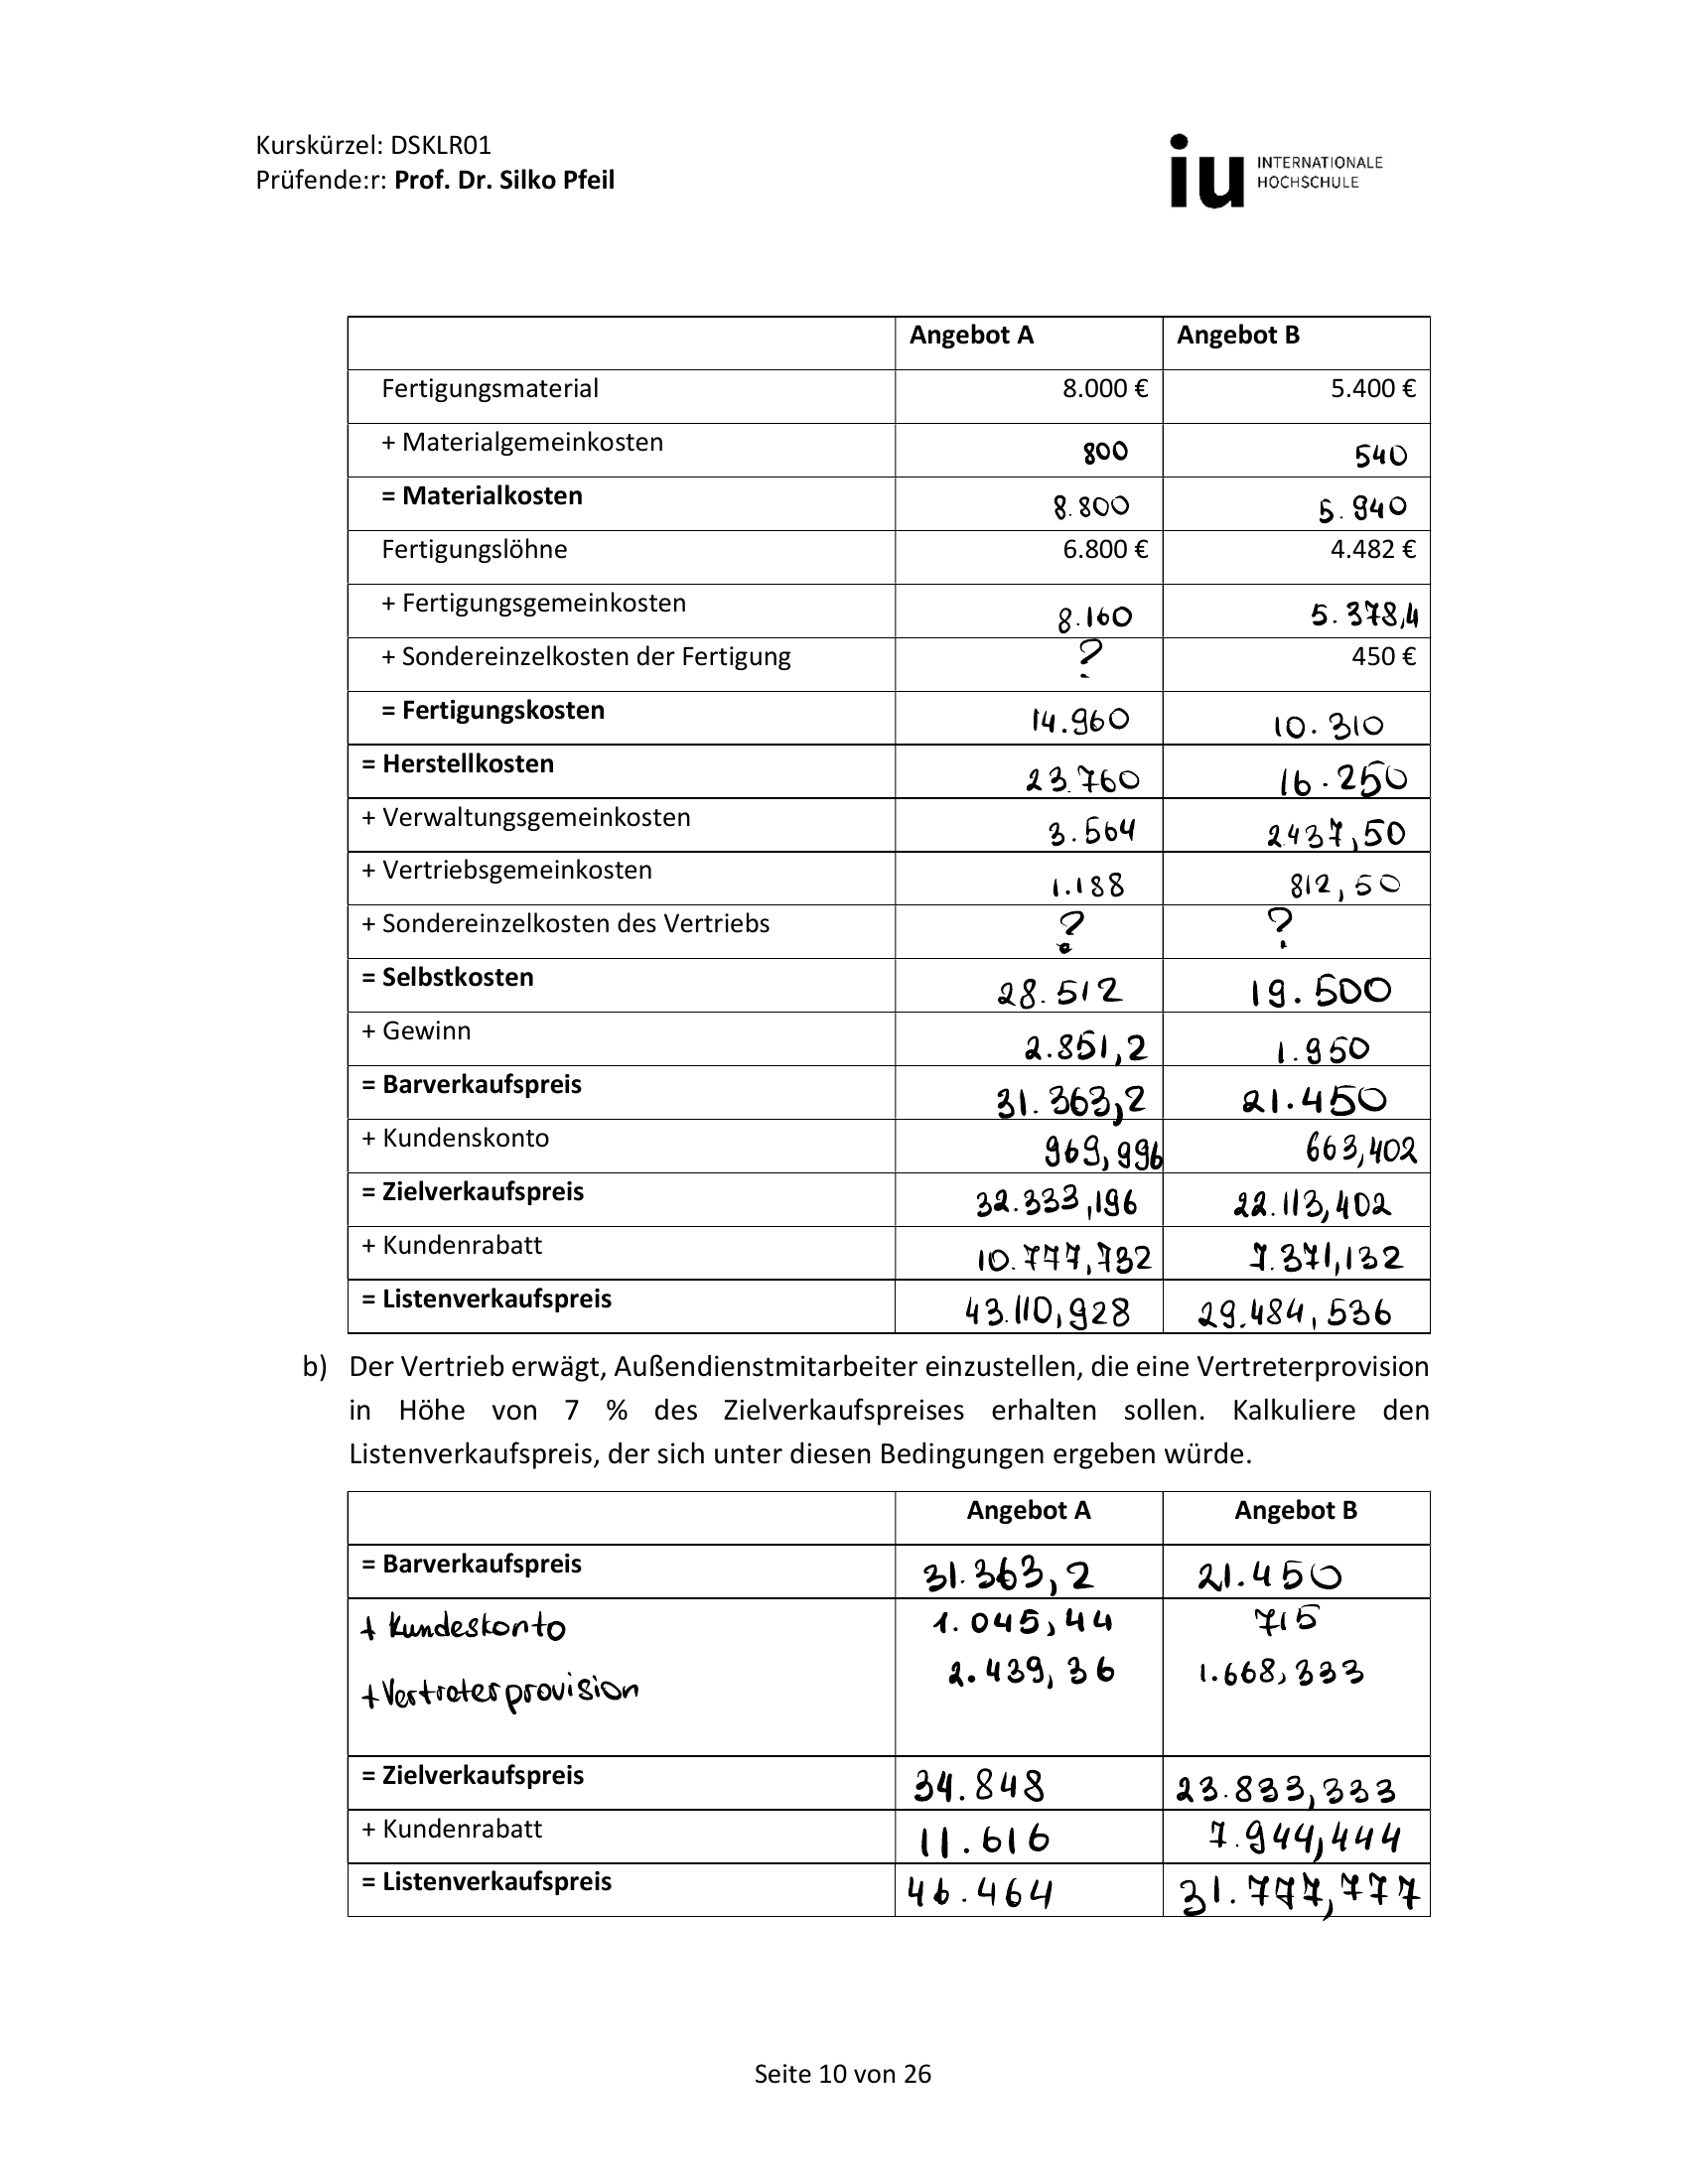 Kurskürzel: DSKLR01
Prüfende:r: Prof. Dr. Silko Pfeil
iu INTERNATIONALE
HOCHSCHULE
Angebot A Angebot B
Fertigungsmaterial 8.000 € 5.400 €
+ Materialgemeinkosten 800 540
= Materialkosten 8.800 5.940
Fertigungslöhne 6.800 € 4.482 €
+ Fertigungsgemeinkosten 8.160 5.378,4
+ Sondereinzelkosten der Fertigung ? 450 €
= Fertigungskosten 14.960 10.310
= Herstellkosten 23.760 16.250
+ Verwaltungsgemeinkosten 3.564 2437,50
+ Vertriebsgemeinkosten 1.188 812,50
+ Sondereinzelkosten des Vertriebs ? ?
= Selbstkosten 28.512 19.500
+ Gewinn 2.851,2 1.950
= Barverkaufspreis 31.363,2 21.450
+ Kundenskonto 969,996 663,402
= Zielverkaufspreis 32.333,196 22.113,402
+ Kundenrabatt 10.777,732 7.371,132
= Listenverkaufspreis 43.110,928 29.484,536
b) Der Vertrieb erwägt, Außendienstmitarbeiter einzustellen, die eine Vertreterprovision
in Höhe von 7 % des Zielverkaufspreises erhalten sollen. Kalkuliere den
Listenverkaufspreis, der sich unter diesen Bedingungen ergeben würde.
Angebot A Angebot B
= Barverkaufspreis 31.363,2 21.450
+ Kundeskonto 1.045,44 715
+ Vertreterprovision 2.439,36 1.668,333
= Zielverkaufspreis 34.848 23.833,333
+ Kundenrabatt 11.616 7.944,444
= Listenverkaufspreis 46.464 31.777,777
Seite 10 von 26